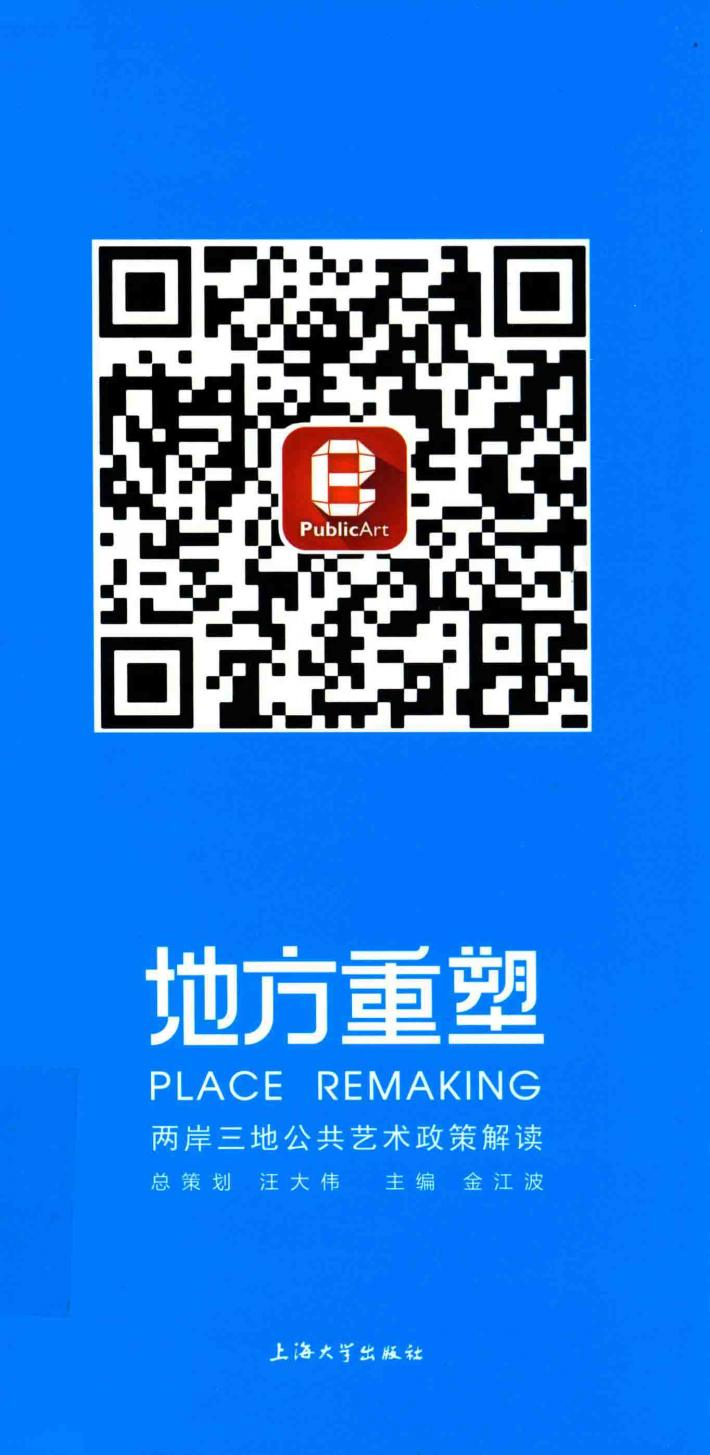 PublicArt
地方重塑
PLACE REMAKING
两岸三地公共艺术政策解读
总策划 汪大伟 主编 金江波
上海大学出版社